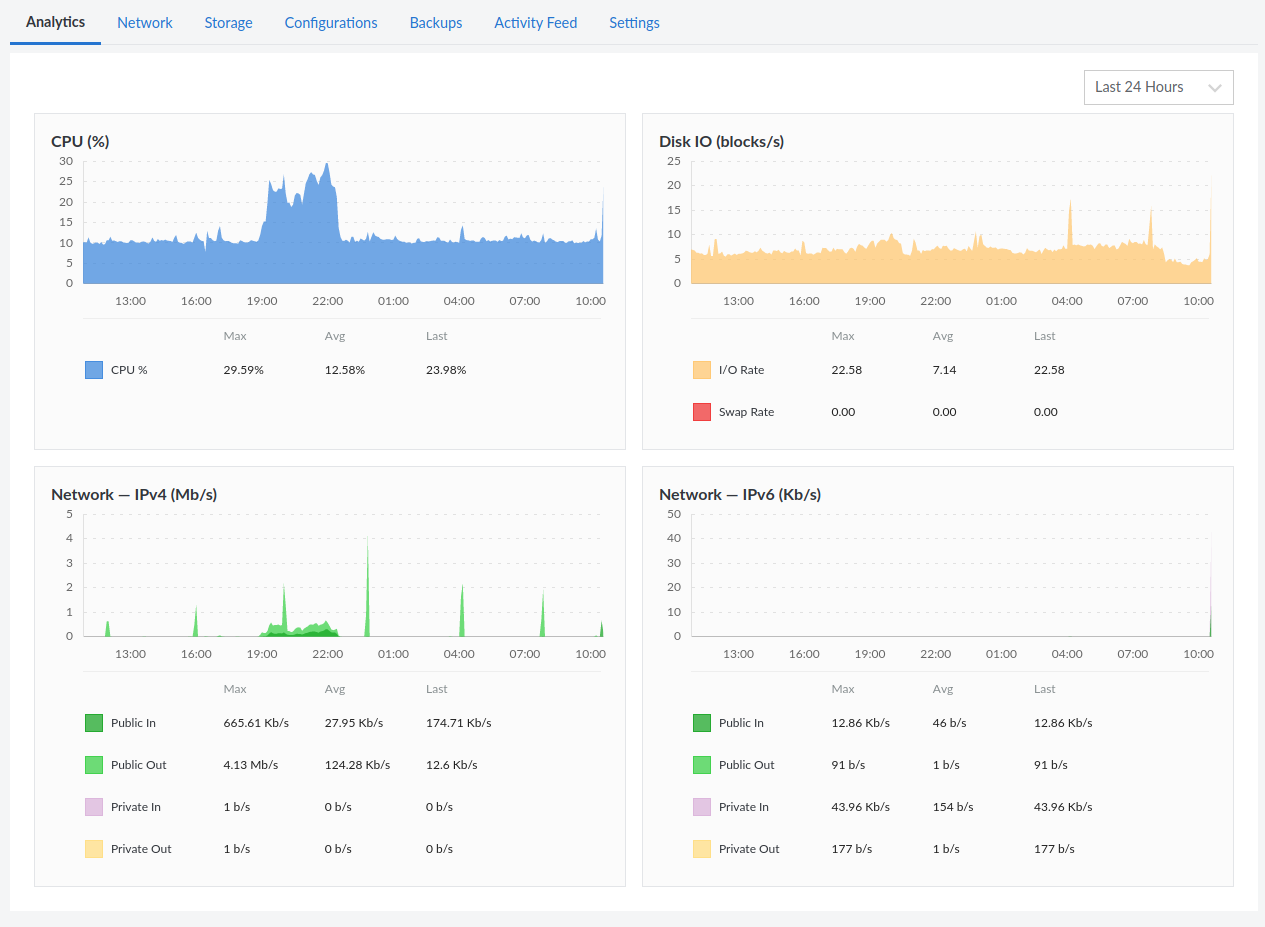 Analytics Network Storage Configurations Backups Activity Feed Settings
Last 24 Hours
CPU (%)
30
25
20
15
10
5
0
13:00 16:00 19:00 22:00 01:00 04:00 07:00 10:00
Max Avg Last
CPU % 29.59% 12.58% 23.98%
Disk IO (blocks/s)
25
20
15
10
5
0
13:00 16:00 19:00 22:00 01:00 04:00 07:00 10:00
Max Avg Last
I/O Rate 22.58 7.14 22.58
Swap Rate 0.00 0.00 0.00
Network — IPv4 (Mb/s)
5
4
3
2
1
0
13:00 16:00 19:00 22:00 01:00 04:00 07:00 10:00
Max Avg Last
Public In 665.61 Kb/s 27.95 Kb/s 174.71 Kb/s
Public Out 4.13 Mb/s 124.28 Kb/s 12.6 Kb/s
Private In 1 b/s 0 b/s 0 b/s
Private Out 1 b/s 0 b/s 0 b/s
Network — IPv6 (Kb/s)
50
40
30
20
10
0
13:00 16:00 19:00 22:00 01:00 04:00 07:00 10:00
Max Avg Last
Public In 12.86 Kb/s 46 b/s 12.86 Kb/s
Public Out 91 b/s 1 b/s 91 b/s
Private In 43.96 Kb/s 154 b/s 43.96 Kb/s
Private Out 177 b/s 1 b/s 177 b/s